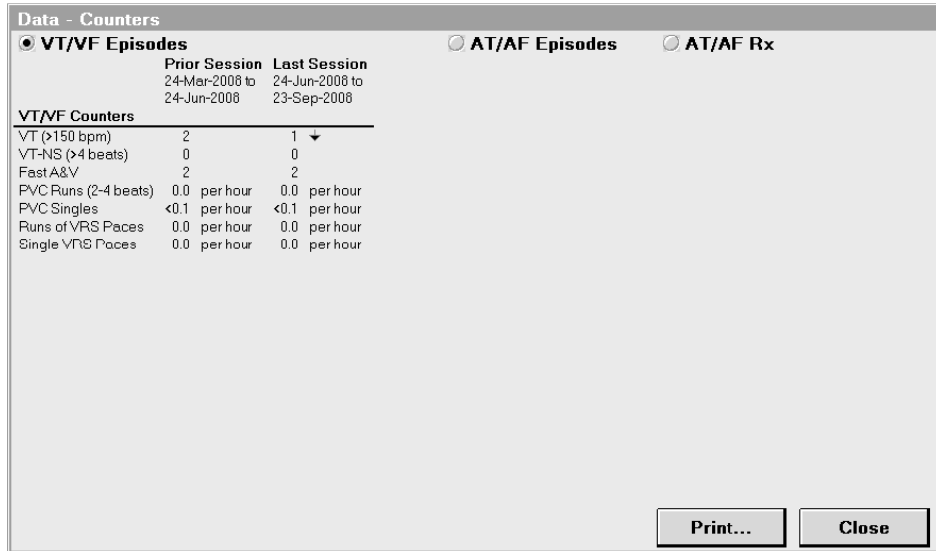 Data - Counters
VT/VF Episodes AT/AF Episodes AT/AF Rx
Prior Session Last Session
24-Mar-2008 to 24-Jun-2008 to
24-Jun-2008 23-Sep-2008
VT/VF Counters
VT (>150 bpm) 2 1
VT-NS (>4 beats) 0 0
Fast A&V 2 2
PVC Runs (2-4 beats) 0.0 per hour 0.0 per hour
PVC Singles <0.1 per hour <0.1 per hour
Runs of VRS Paces 0.0 per hour 0.0 per hour
Single VRS Paces 0.0 per hour 0.0 per hour
Print... Close